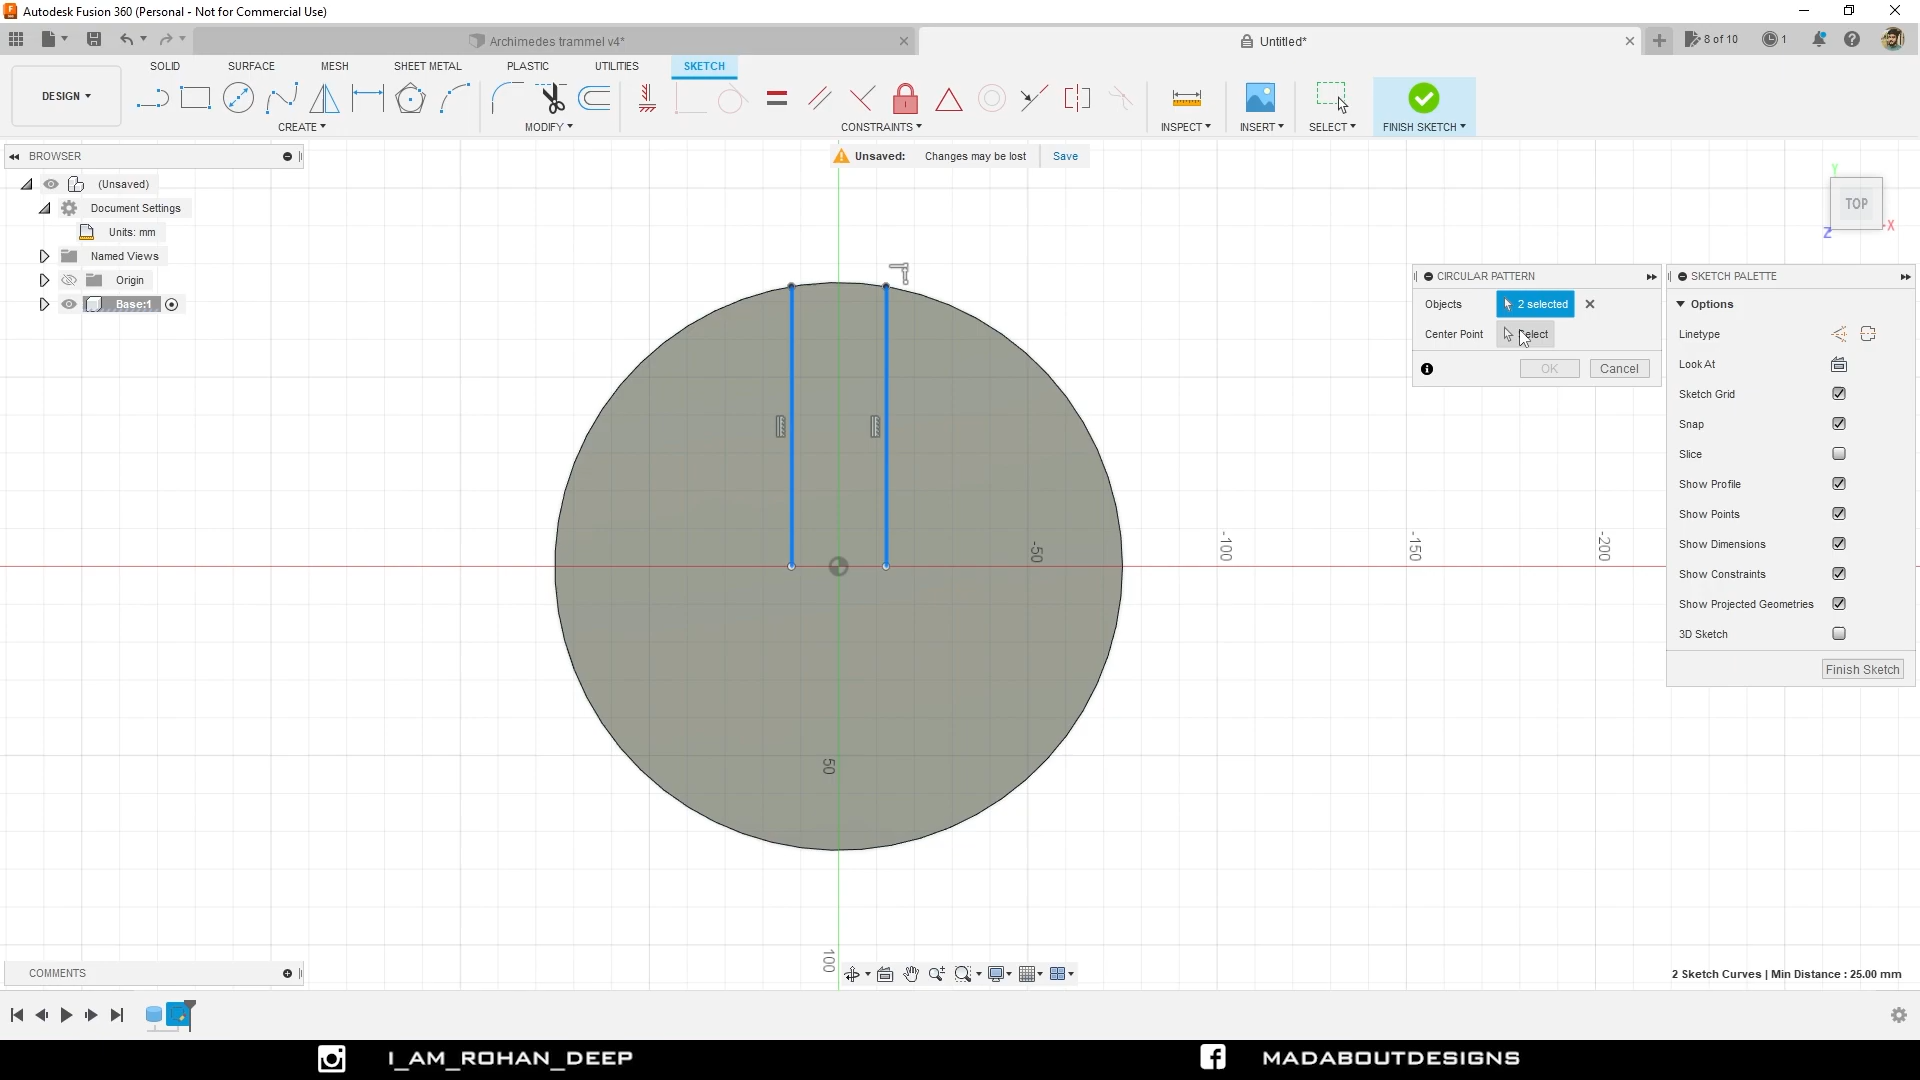 Autodesk Fusion 360 (Personal - Not for Commercial Use)
Archimedes trammel v4*
Untitled*
8 of 10
1
DESIGN
SOLID
SURFACE
MESH
SHEET METAL
PLASTIC
UTILITIES
SKETCH
CREATE
MODIFY
CONSTRAINTS
INSPECT
INSERT
SELECT
FINISH SKETCH
BROWSER
Unsaved: Changes may be lost Save
(Unsaved)
Document Settings
Units: mm
Named Views
Origin
Base:1
TOP
Y
X
Z
CIRCULAR PATTERN
Objects 2 selected
Center Point Select
OK Cancel
SKETCH PALETTE
Options
Linetype
Look At
Sketch Grid
Snap
Slice
Show Profile
Show Points
Show Dimensions
Show Constraints
Show Projected Geometries
3D Sketch
Finish Sketch
-50
-100
-150
-200
50
100
COMMENTS
2 Sketch Curves | Min Distance : 25.00 mm
I_AM_ROHAN_DEEP
MADABOUTDESIGNS